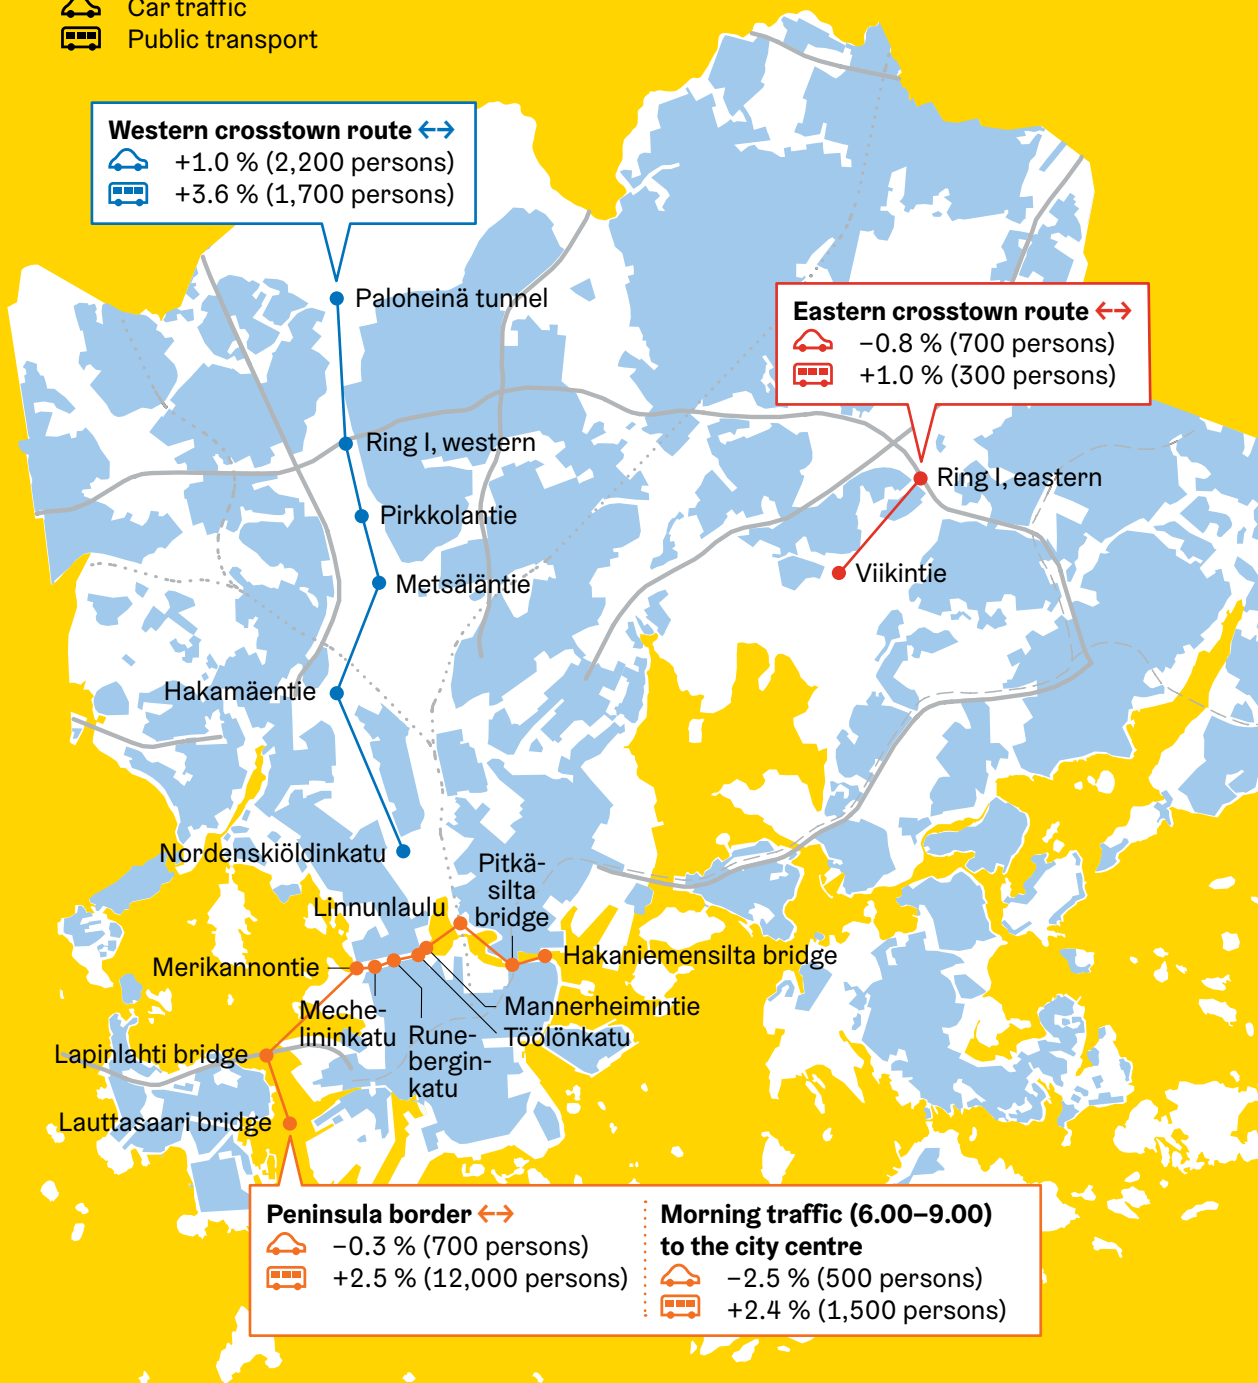 Car traffic
Public transport
Western crosstown route ←→
+1.0 % (2,200 persons)
+3.6 % (1,700 persons)
Paloheinä tunnel
Eastern crosstown route ←→
−0.8 % (700 persons)
+1.0 % (300 persons)
Ring I, western
Ring I, eastern
Pirkkolantie
Viikintie
Metsäläntie
Hakamäentie
Nordenskiöldinkatu
Pitkä-
silta
bridge
Linnunlaulu
Hakaniemensilta bridge
Merikannontie
Meche-
lininkatu
Mannerheimintie
Töölönkatu
Rune-
bergin-
katu
Lapinlahti bridge
Lauttasaari bridge
Peninsula border ←→
−0.3 % (700 persons)
+2.5 % (12,000 persons)
Morning traffic (6.00–9.00)
to the city centre
−2.5 % (500 persons)
+2.4 % (1,500 persons)